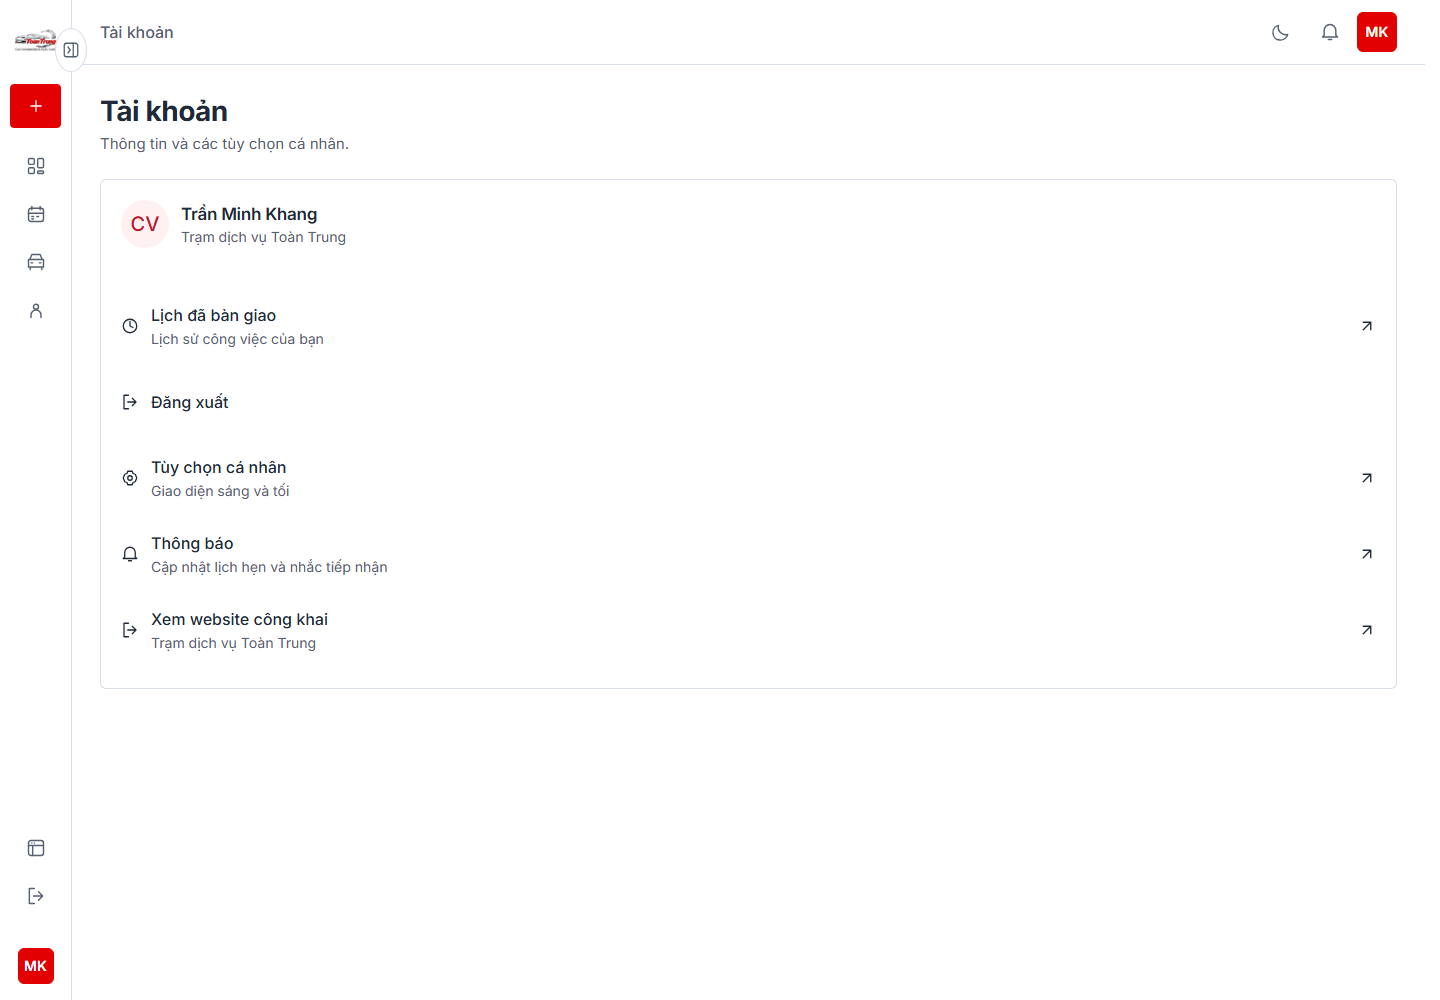 Toàn Trung
Tài khoản
MK
Tài khoản
Thông tin và các tùy chọn cá nhân.
CV
Trần Minh Khang
Trạm dịch vụ Toàn Trung
Lịch đã bàn giao
Lịch sử công việc của bạn
Đăng xuất
Tùy chọn cá nhân
Giao diện sáng và tối
Thông báo
Cập nhật lịch hẹn và nhắc tiếp nhận
Xem website công khai
Trạm dịch vụ Toàn Trung
MK